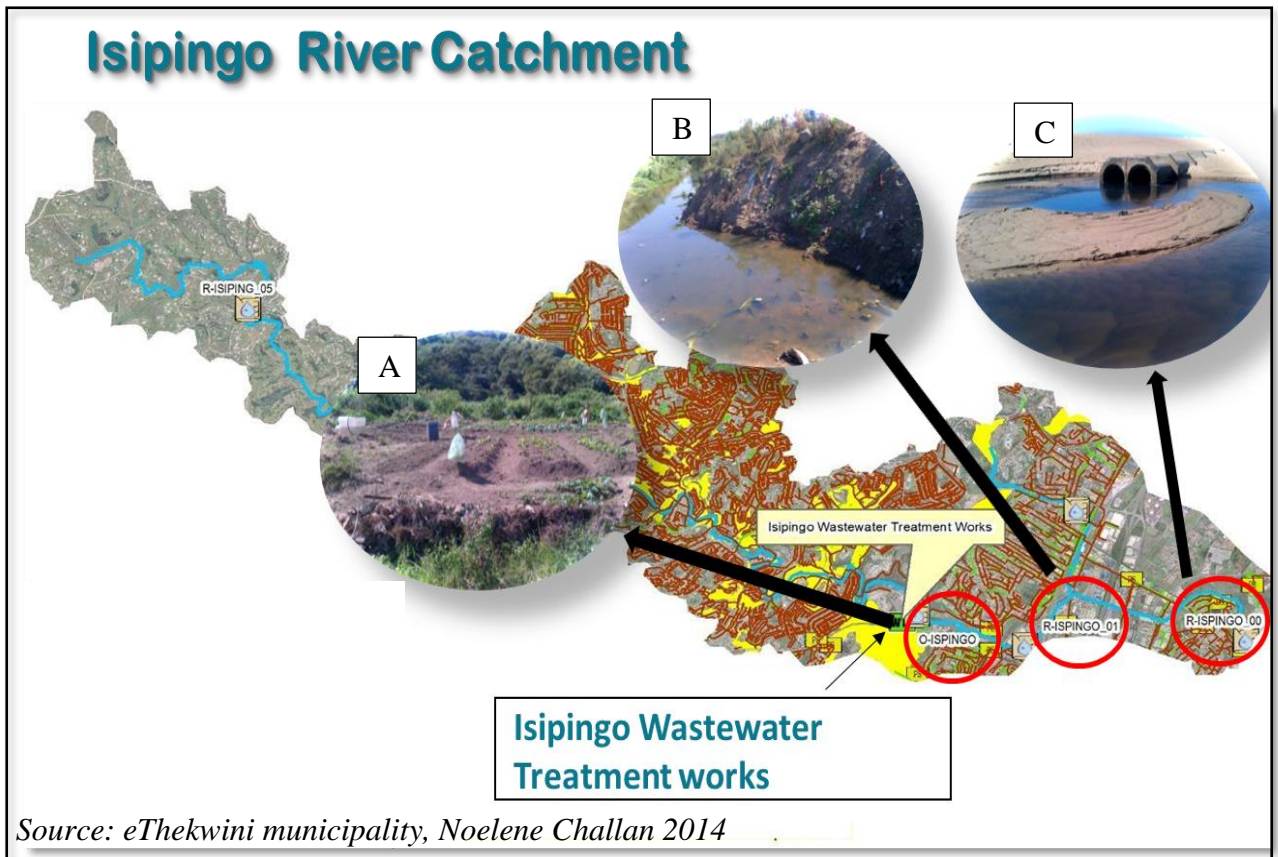 Isipingo River Catchment
A
B
C
R-ISIPING_05
Isipingo Wastewater Treatment Works
O-ISPINGO
R-ISPINGO_01
R-ISPINGO_00
Isipingo Wastewater
Treatment works
Source: eThekwini municipality, Noelene Challan 2014